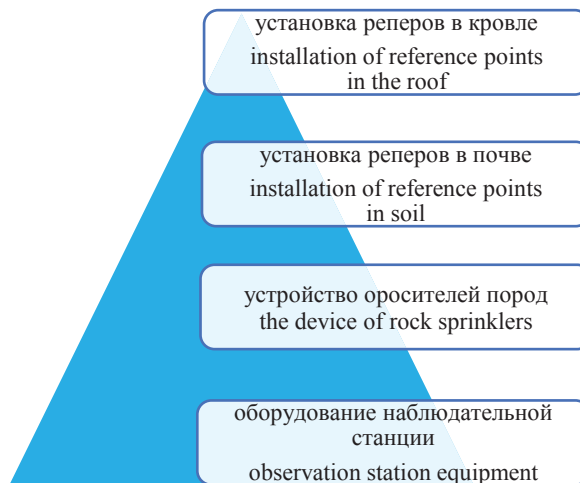 установка реперов в кровле
installation of reference points
in the roof
установка реперов в почве
installation of reference points
in soil
устройство оросителей пород
the device of rock sprinklers
оборудование наблюдательной
станции
observation station equipment